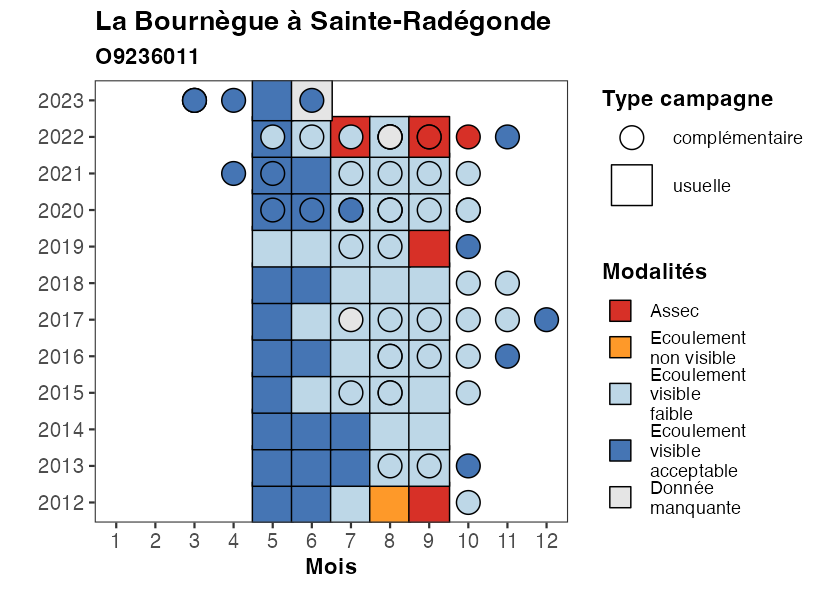 La Bournègue à Sainte-Radégonde
O9236011
2023
2022
2021
2020
2019
2018
2017
2016
2015
2014
2013
2012
1 2 3 4 5 6 7 8 9 10 11 12
Mois
Type campagne
complémentaire
usuelle
Modalités
Assec
Ecoulement
non visible
Ecoulement
visible
faible
Ecoulement
visible
acceptable
Donnée
manquante